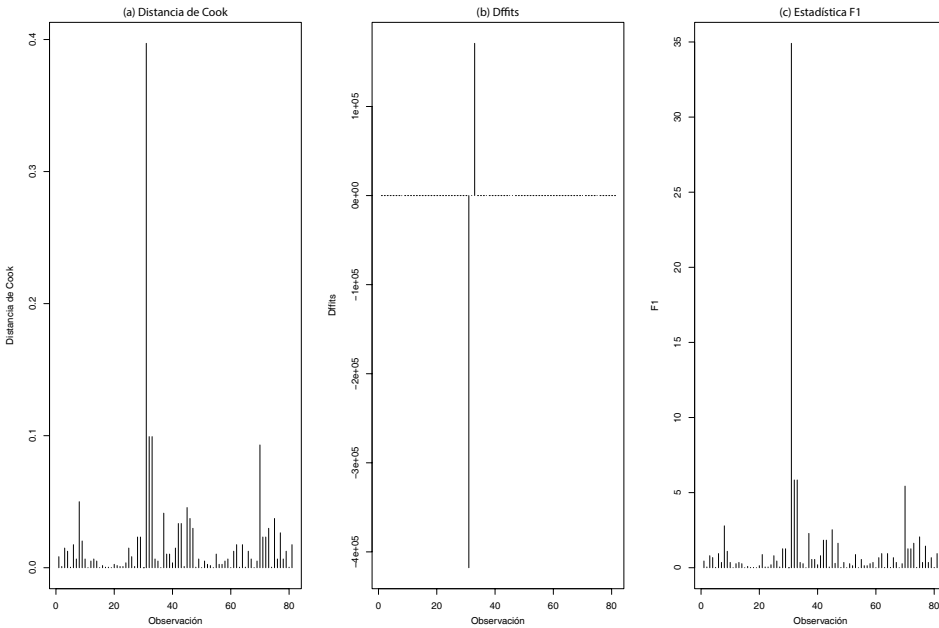 (a) Distancia de Cook
Distancia de Cook
0.4
0.3
0.2
0.1
0.0
0 20 40 60 80
Observación
(b) Dffits
Dffits
1e+05
0e+00
−1e+05
−2e+05
−3e+05
−4e+05
0 20 40 60 80
Observación
(c) Estadística F1
F1
35
30
25
20
15
10
5
0
0 20 40 60 80
Observación